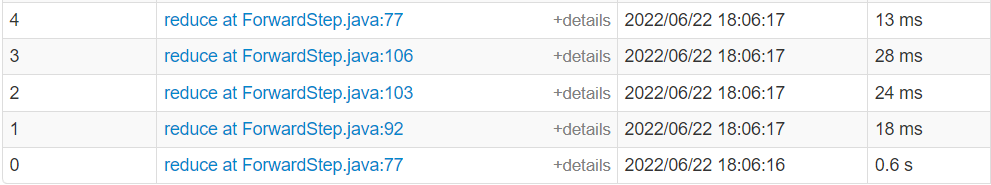 4 reduce at ForwardStep.java:77 +details 2022/06/22 18:06:17 13 ms
3 reduce at ForwardStep.java:106 +details 2022/06/22 18:06:17 28 ms
2 reduce at ForwardStep.java:103 +details 2022/06/22 18:06:17 24 ms
1 reduce at ForwardStep.java:92 +details 2022/06/22 18:06:17 18 ms
0 reduce at ForwardStep.java:77 +details 2022/06/22 18:06:16 0.6 s